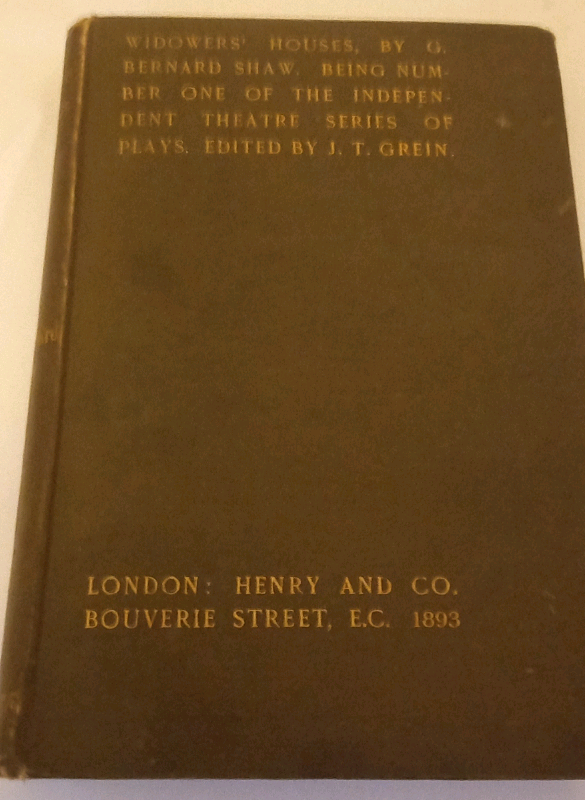 WIDOWERS' HOUSES, BY G.
BERNARD SHAW. BEING NUM-
BER ONE OF THE INDEPEN-
DENT THEATRE SERIES OF
PLAYS. EDITED BY J. T. GREIN.
LONDON: HENRY AND CO.
BOUVERIE STREET, E.C. 1893